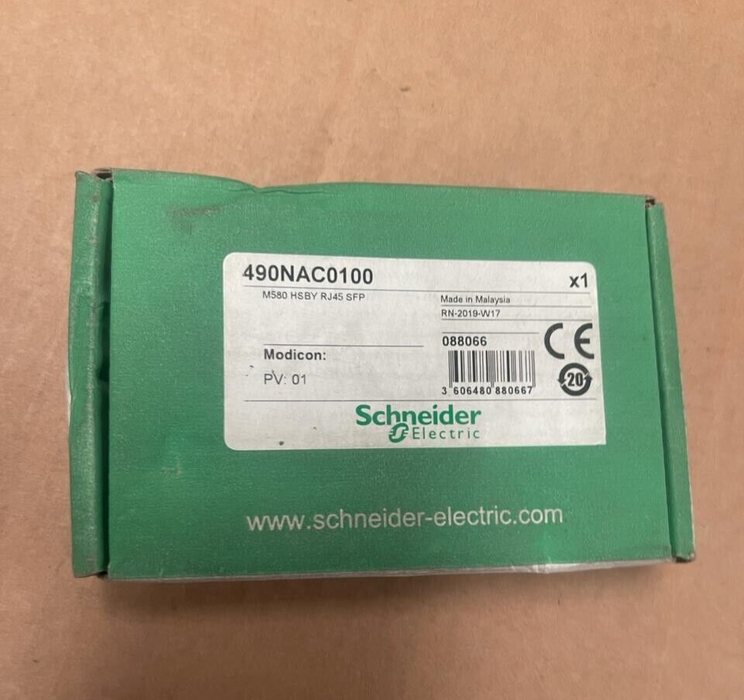 490NAC0100
x1
M580 HSBY RJ45 SFP
Made in Malaysia
RN-2019-W17
088066
CE
Modicon:
PV: 01
20
3 606480 880667
Schneider
Electric
www.schneider-electric.com